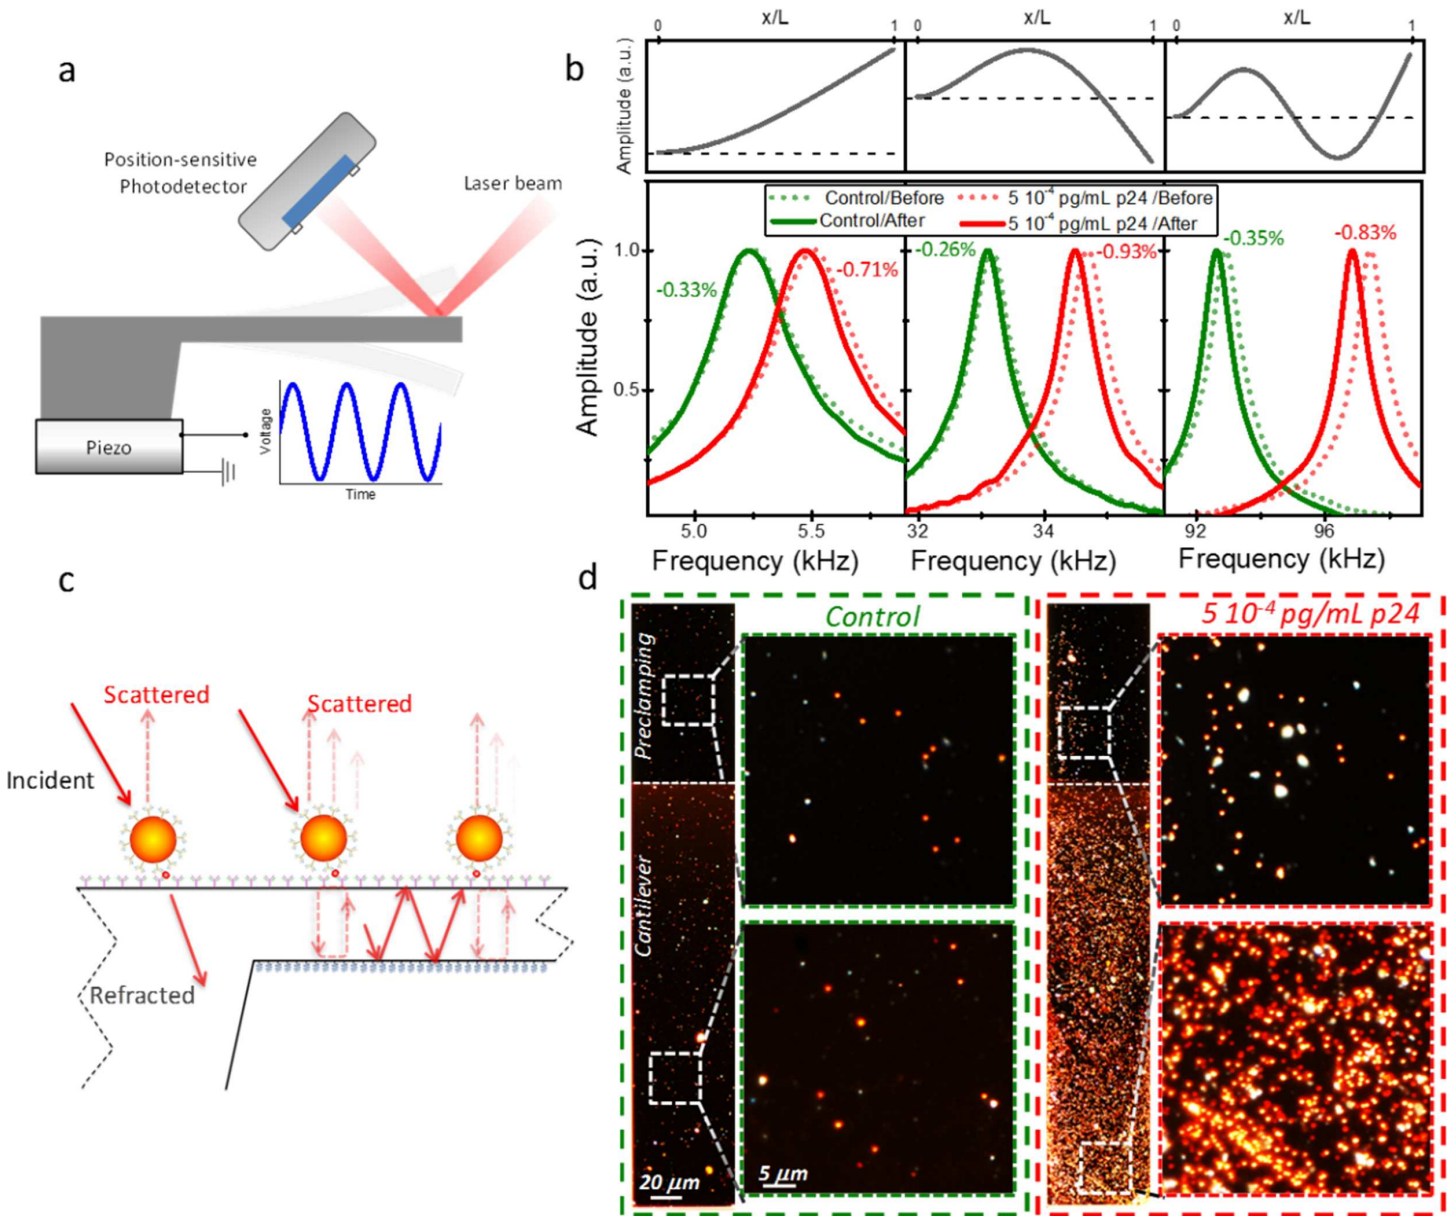 a
Position-sensitive
Photodetector
Laser beam
Piezo
Voltage
Time
b
x/L
x/L
x/L
0
1
0
1
0
1
Amplitude (a.u.)
Control/Before
5 10⁻⁴ pg/mL p24 /Before
Control/After
5 10⁻⁴ pg/mL p24 /After
-0.33%
-0.71%
-0.26%
-0.93%
-0.35%
-0.83%
1.0
0.5
Amplitude (a.u.)
5.0
5.5
32
34
92
96
Frequency (kHz)
Frequency (kHz)
Frequency (kHz)
c
Scattered
Scattered
Incident
Refracted
d
Control
5 10⁻⁴ pg/mL p24
Preclamping
Cantilever
20 μm
5 μm